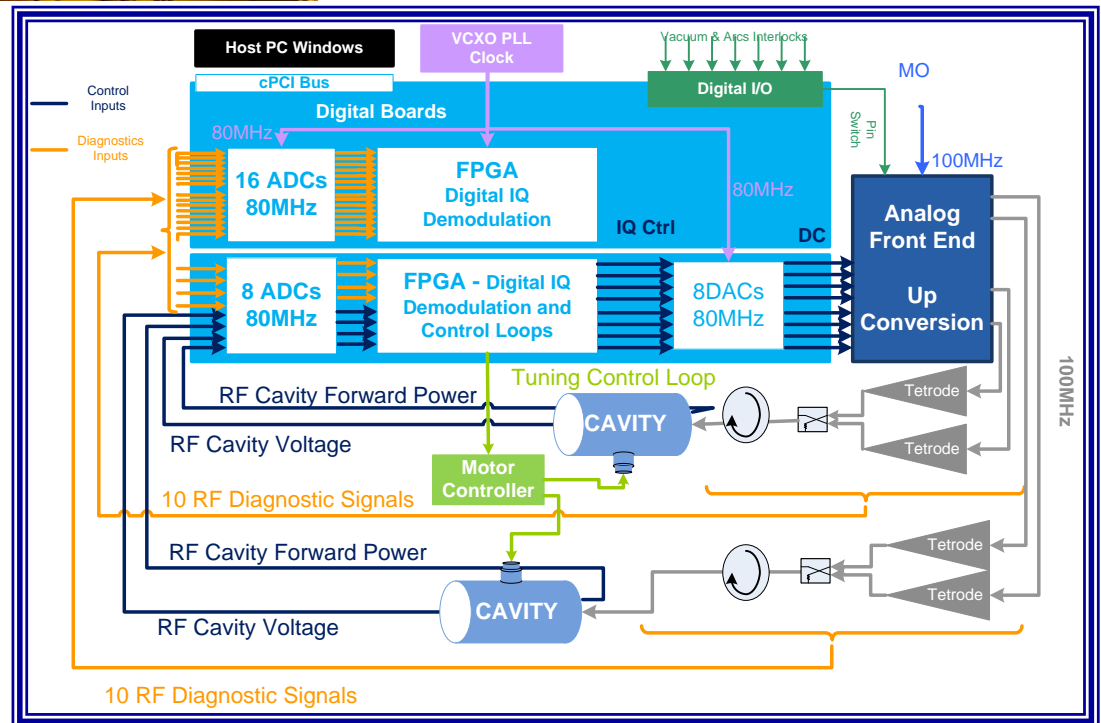 Host PC Windows
VCXO PLL
Clock
Vacuum & Arcs Interlocks
cPCI Bus
Digital I/O
MO
Control
Inputs
Digital Boards
Pin
Switch
Diagnostics
Inputs
80MHz
100MHz
16 ADCs
80MHz
FPGA
Digital IQ
Demodulation
80MHz
IQ Ctrl
DC
Analog
Front End
Up
Conversion
8 ADCs
80MHz
FPGA - Digital IQ
Demodulation and
Control Loops
8DACs
80MHz
Tuning Control Loop
100MHz
RF Cavity Forward Power
Tetrode
CAVITY
RF Cavity Voltage
Tetrode
Motor
Controller
10 RF Diagnostic Signals
RF Cavity Forward Power
Tetrode
CAVITY
Tetrode
RF Cavity Voltage
10 RF Diagnostic Signals